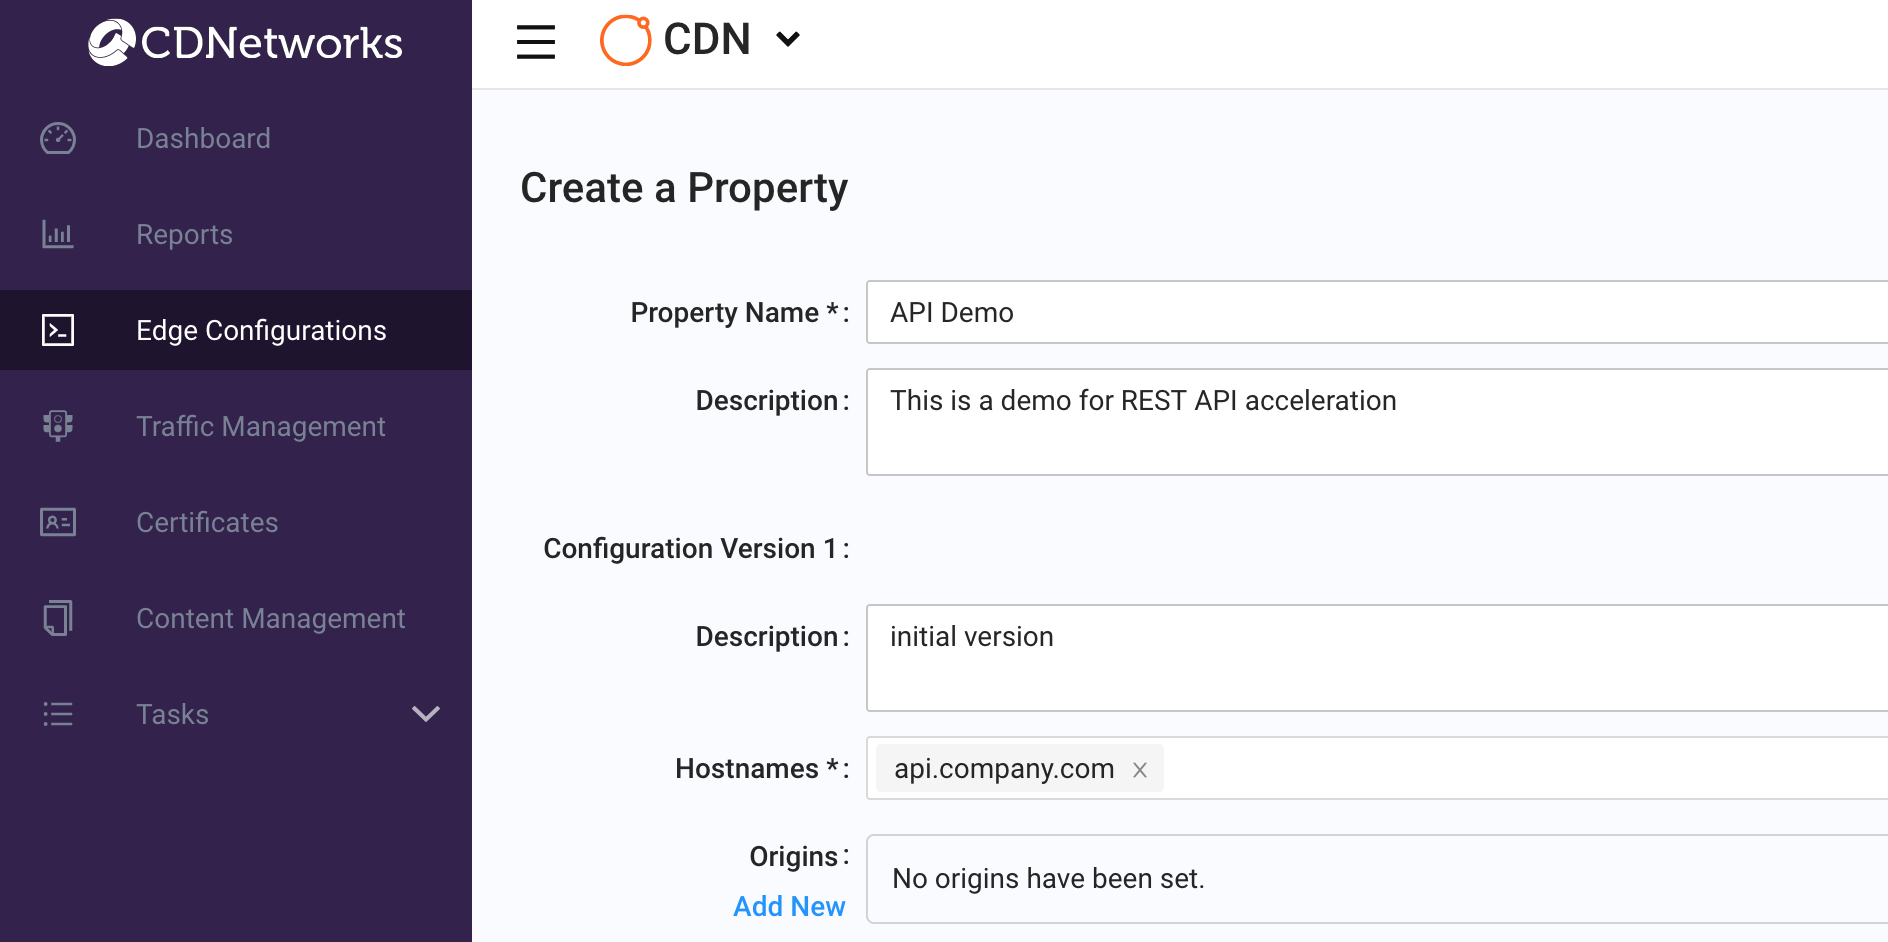 CDNetworks
Dashboard
Reports
Edge Configurations
Traffic Management
Certificates
Content Management
Tasks
CDN
Create a Property
Property Name *: API Demo
Description: This is a demo for REST API acceleration
Configuration Version 1:
Description: initial version
Hostnames *: api.company.com
Origins: No origins have been set.
Add New